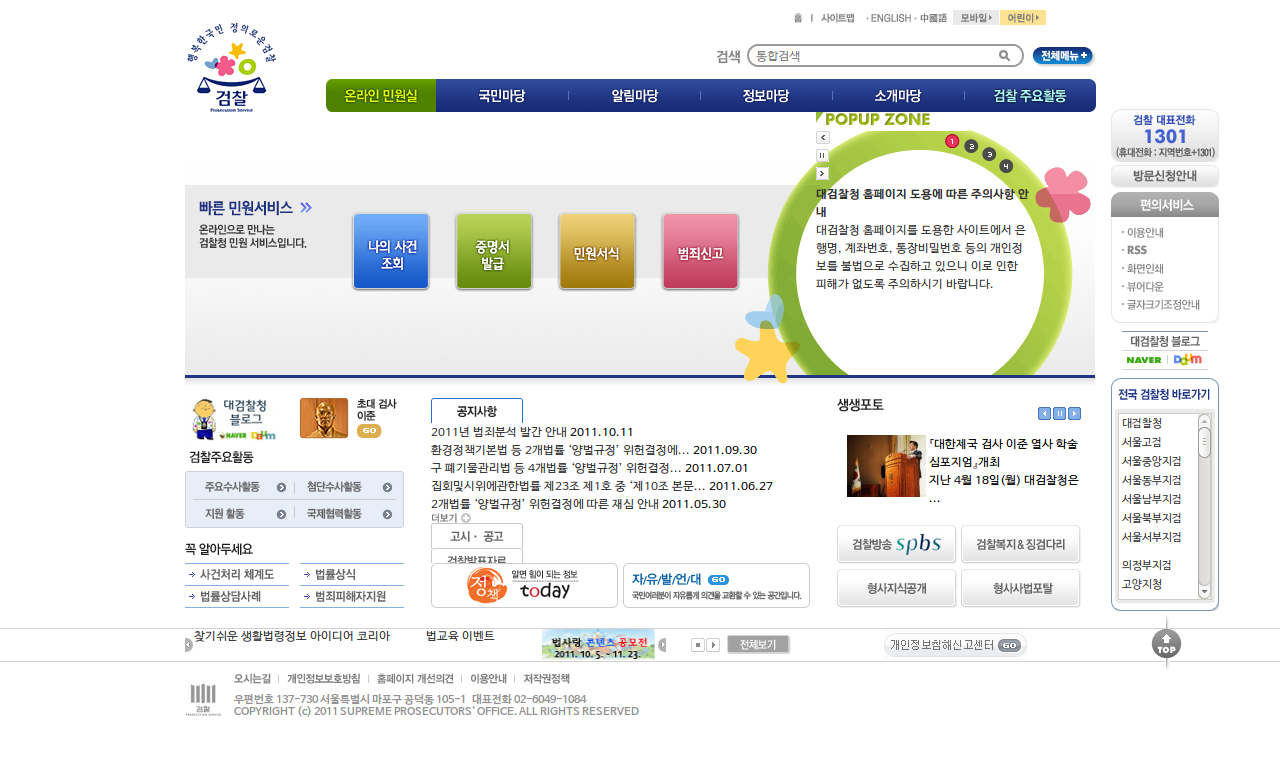 홈 | 사이트맵 · ENGLISH · 中國語 모바일 어린이
행복한국민 정의로운검찰
검찰
Prosecution Service
검색 통합검색 전체메뉴 +
온라인 민원실 국민마당 알림마당 정보마당 소개마당 검찰 주요활동
POPUP ZONE
1 2 3 4
대검찰청 홈페이지 도용에 따른 주의사항 안
내
대검찰청 홈페이지를 도용한 사이트에서 은
행명, 계좌번호, 통장비밀번호 등의 개인정
보를 불법으로 수집하고 있으니 이로 인한
피해가 없도록 주의하시기 바랍니다.
빠른 민원서비스
온라인으로 만나는
검찰청 민원 서비스입니다.
나의 사건
조회
증명서
발급
민원서식
범죄신고
검찰 대표전화
1301
(휴대전화 : 지역번호+1301)
방문신청안내
편의서비스
· 이용안내
· RSS
· 화면인쇄
· 뷰어다운
· 글자크기조정안내
대검찰청 블로그
NAVER Daum
전국 검찰청 바로가기
대검찰청
서울고검
서울중앙지검
서울동부지검
서울남부지검
서울북부지검
서울서부지검
의정부지검
고양지청
TOP
대검찰청
블로그
NAVER Daum
초대 검사
이준
GO
검찰주요활동
주요수사활동 첨단수사활동
지원 활동 국제협력활동
꼭 알아두세요
사건처리 체계도 법률상식
법률상담사례 범죄피해자지원
공지사항
2011년 범죄분석 발간 안내 2011.10.11
환경정책기본법 등 2개법률 ‘양벌규정’ 위헌결정에... 2011.09.30
구 폐기물관리법 등 4개법률 ‘양벌규정’ 위헌결정... 2011.07.01
집회및시위에관한법률 제23조 제1호 중 ‘제10조 본문... 2011.06.27
2개법률 ‘양벌규정’ 위헌결정에 따른 재심 안내 2011.05.30
더보기
고시 · 공고
검찰발표자료
정책 알면 힘이 되는 정보
today
자/유/발/언/대 GO
국민여러분이 자유롭게 의견을 교환할 수 있는 공간입니다.
생생포토
『대한제국 검사 이준 열사 학술
심포지엄』개최
지난 4월 18일(월) 대검찰청은
...
검찰방송 spbs 검찰복지&징검다리
형사지식공개 형사사법포탈
찾기쉬운 생활법령정보 아이디어 코리아 법교육 이벤트
법사랑 콘텐츠 공모전
2011. 10. 5. ~ 11. 23.
전체보기
개인정보침해신고센터 GO
오시는길 | 개인정보보호방침 | 홈페이지 개선의견 | 이용안내 | 저작권정책
검찰
PROSECUTION SERVICE
우편번호 137-730 서울특별시 마포구 공덕동 105-1 대표전화 02-6049-1084
COPYRIGHT (c) 2011 SUPREME PROSECUTORS' OFFICE. ALL RIGHTS RESERVED